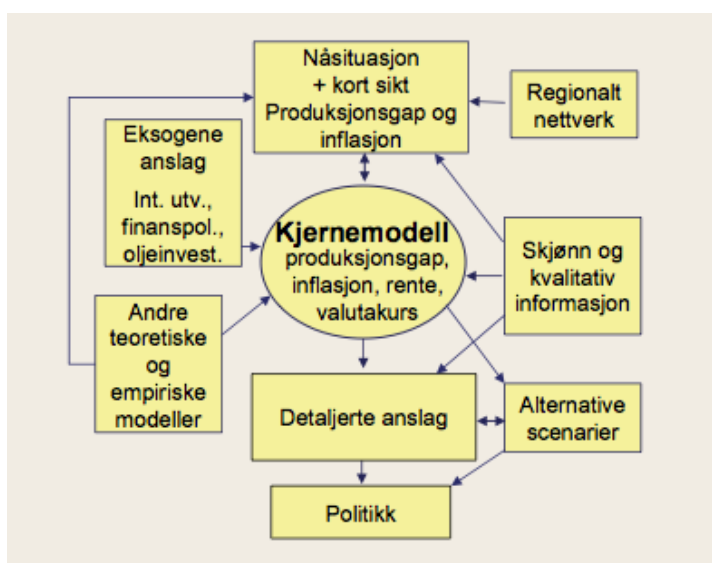 Nåsituasjon
+ kort sikt
Produksjonsgap og
inflasjon
Regionalt
nettverk
Eksogene
anslag
Int. utv.,
finanspol.,
oljeinvest.
Kjernemodell
produksjonsgap,
inflasjon, rente,
valutakurs
Skjønn og
kvalitativ
informasjon
Andre
teoretiske
og
empiriske
modeller
Detaljerte anslag
Alternative
scenarier
Politikk